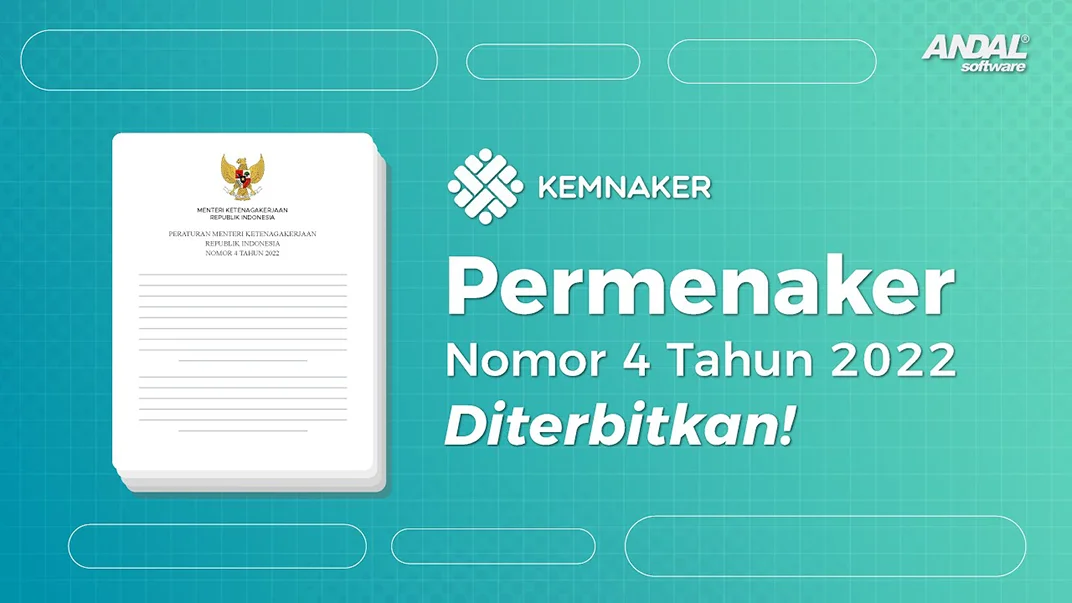 ANDAL®
software
MENTERI KETENAGAKERJAAN
REPUBLIK INDONESIA
PERATURAN MENTERI KETENAGAKERJAAN
REPUBLIK INDONESIA
NOMOR 4 TAHUN 2022
KEMNAKER
Permenaker
Nomor 4 Tahun 2022
Diterbitkan!